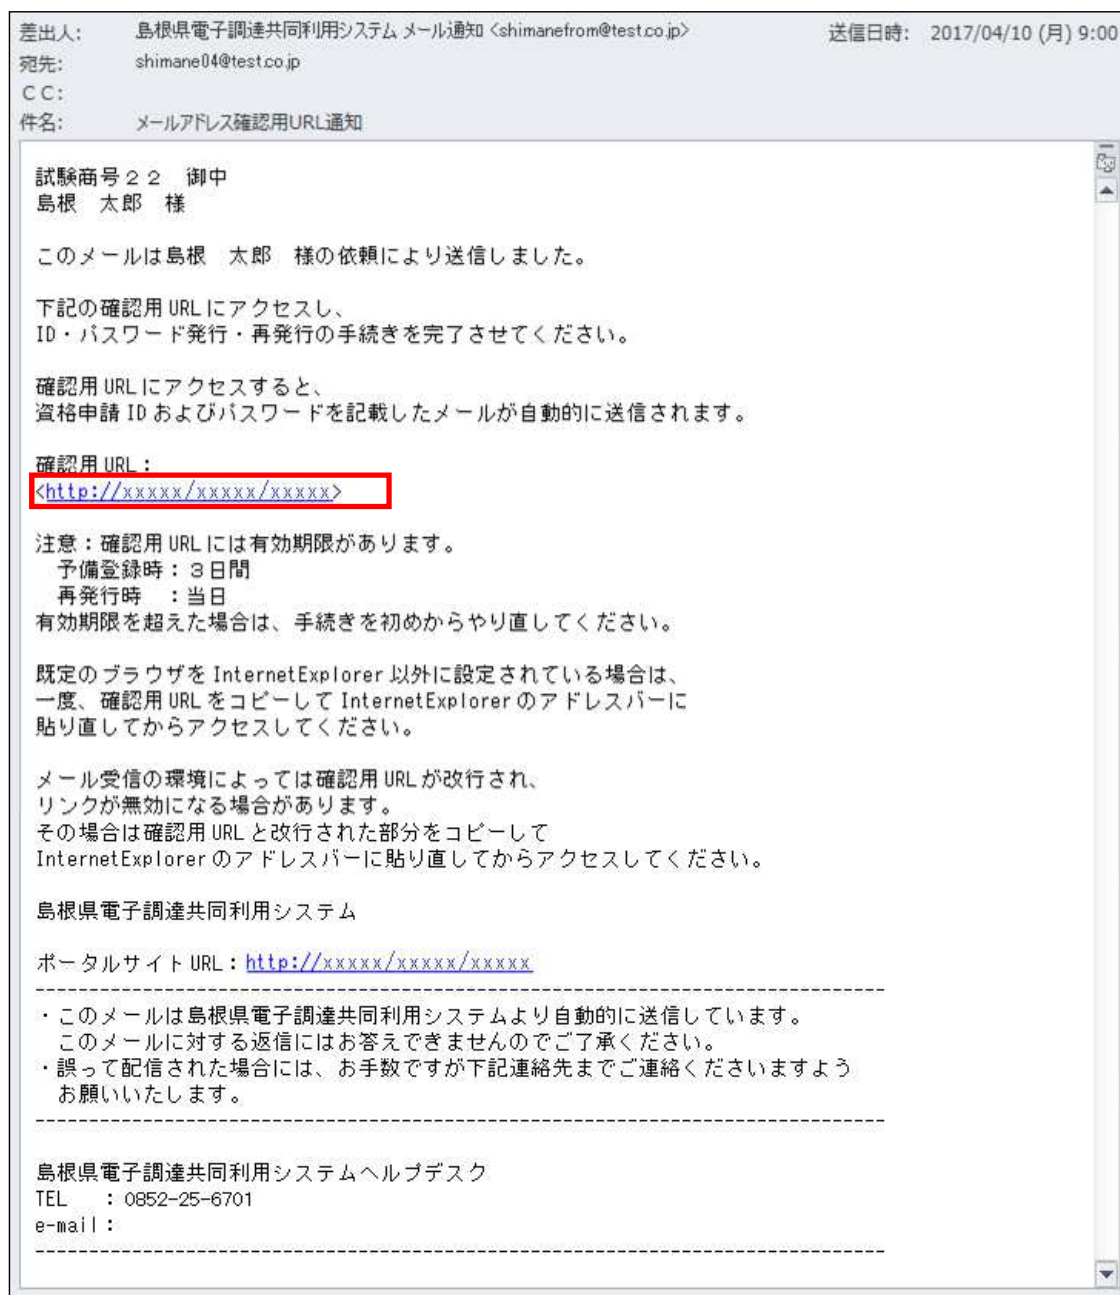 差出人: 島根県電子調達共同利用システム メール通知 <shimanefrom@test.co.jp> 送信日時: 2017/04/10 (月) 9:00
宛先: shimane04@test.co.jp
CC:
件名: メールアドレス確認用URL通知
試験商号２２　御中
島根　太郎　様
このメールは島根　太郎　様の依頼により送信しました。
下記の確認用URLにアクセスし、
ID・パスワード発行・再発行の手続きを完了させてください。
確認用URLにアクセスすると、
資格申請IDおよびパスワードを記載したメールが自動的に送信されます。
確認用URL：
<http://xxxxx/xxxxx/xxxxx>
注意：確認用URLには有効期限があります。
予備登録時：３日間
再発行時　：当日
有効期限を超えた場合は、手続きを初めからやり直してください。
既定のブラウザをInternetExplorer以外に設定されている場合は、
一度、確認用URLをコピーしてInternetExplorerのアドレスバーに
貼り直してからアクセスしてください。
メール受信の環境によっては確認用URLが改行され、
リンクが無効になる場合があります。
その場合は確認用URLと改行された部分をコピーして
InternetExplorerのアドレスバーに貼り直してからアクセスしてください。
島根県電子調達共同利用システム
ポータルサイトURL：http://xxxxx/xxxxx/xxxxx
--------------------------------------------------------------------------------
・このメールは島根県電子調達共同利用システムより自動的に送信しています。
このメールに対する返信にはお答えできませんのでご了承ください。
・誤って配信された場合には、お手数ですが下記連絡先までご連絡くださいますよう
お願いいたします。
--------------------------------------------------------------------------------
島根県電子調達共同利用システムヘルプデスク
TEL　：0852-25-6701
e-mail：
--------------------------------------------------------------------------------